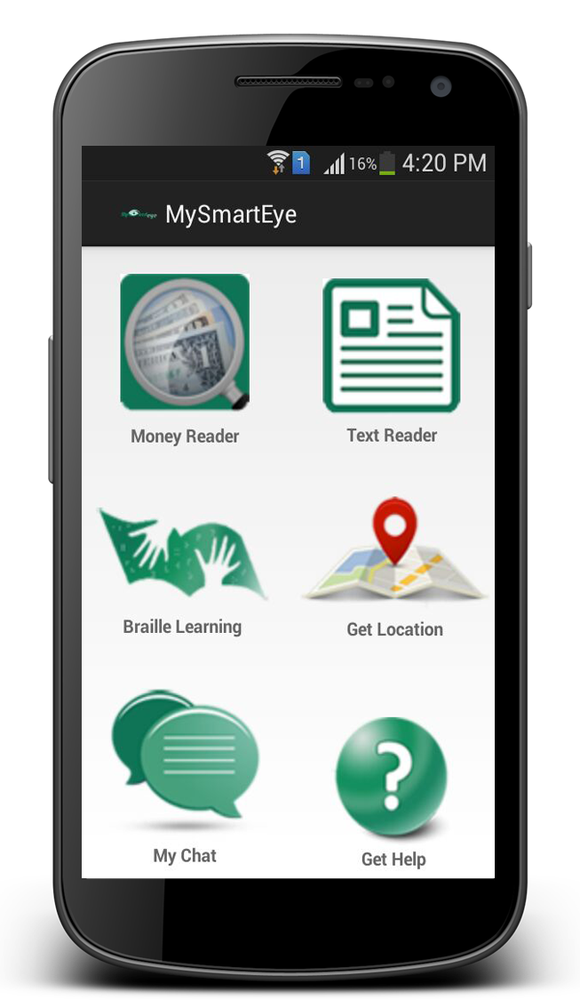 1 16% 4:20 PM
MySmartEye
Money Reader
Text Reader
Braille Learning
Get Location
My Chat
Get Help